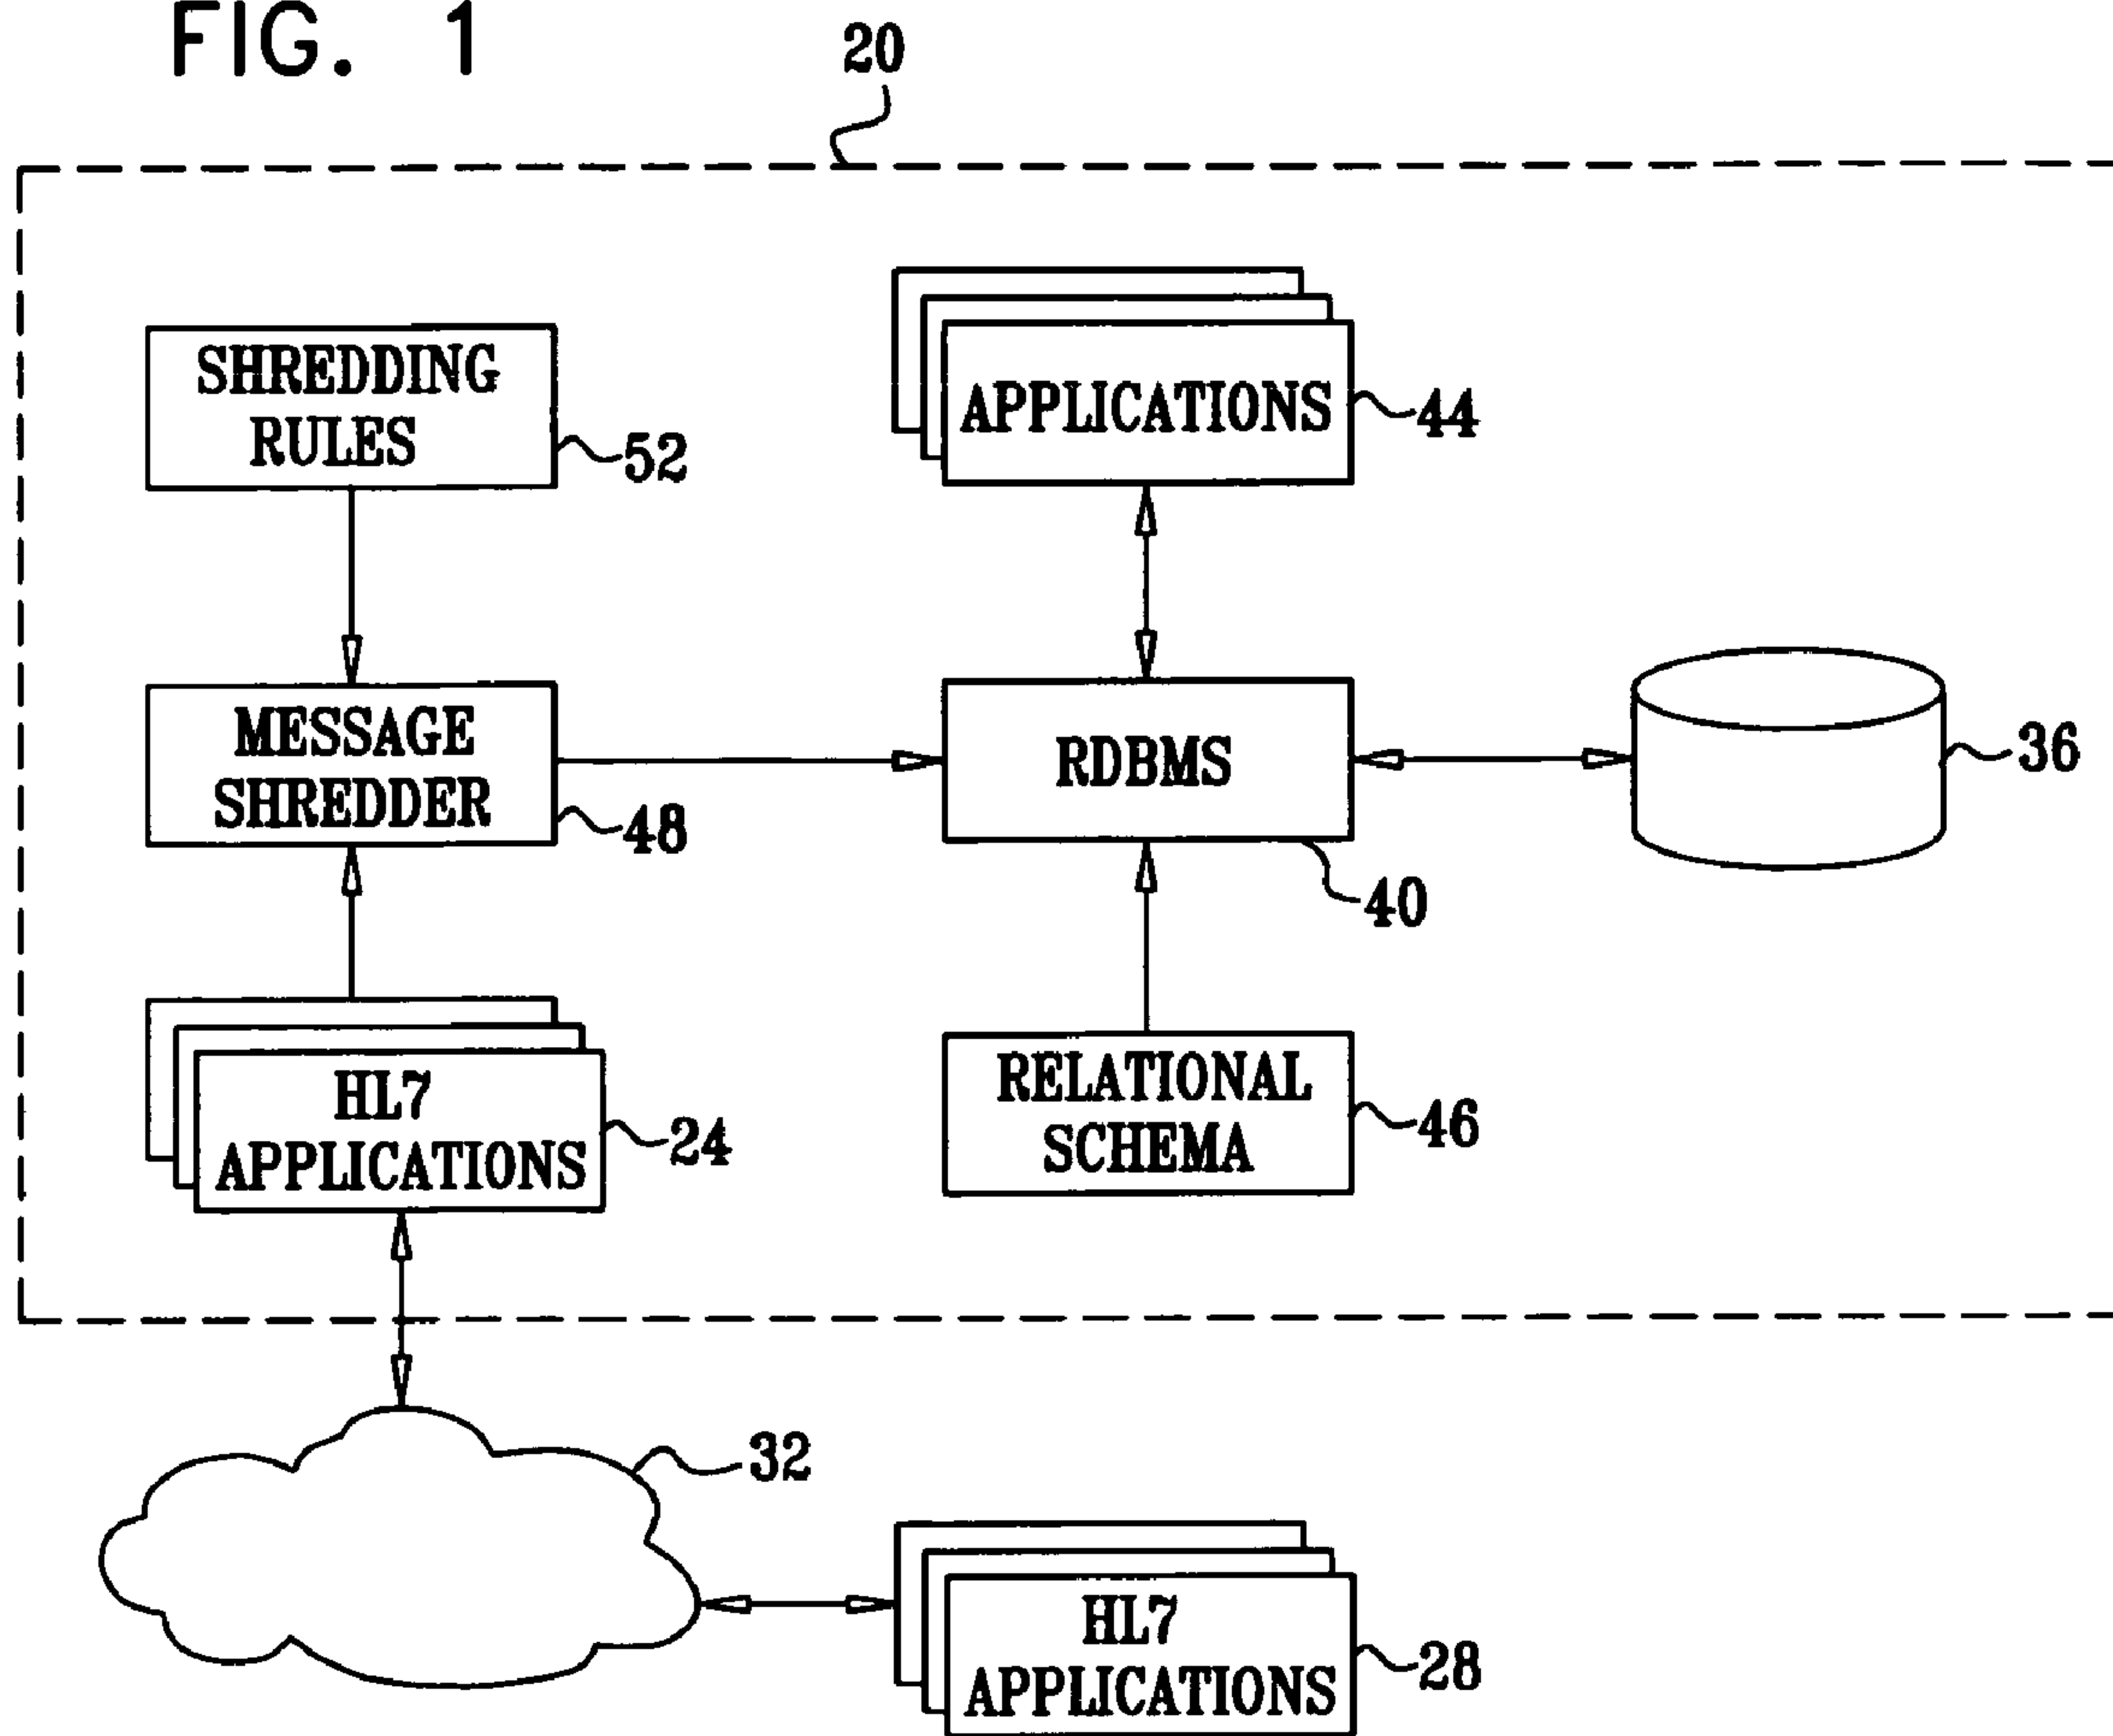 FIG. 1
20
SHREDDING
RULES
52
APPLICATIONS
44
MESSAGE
SHREDDER
48
RDBMS
40
36
HL7
APPLICATIONS
24
RELATIONAL
SCHEMA
46
32
HL7
APPLICATIONS
28